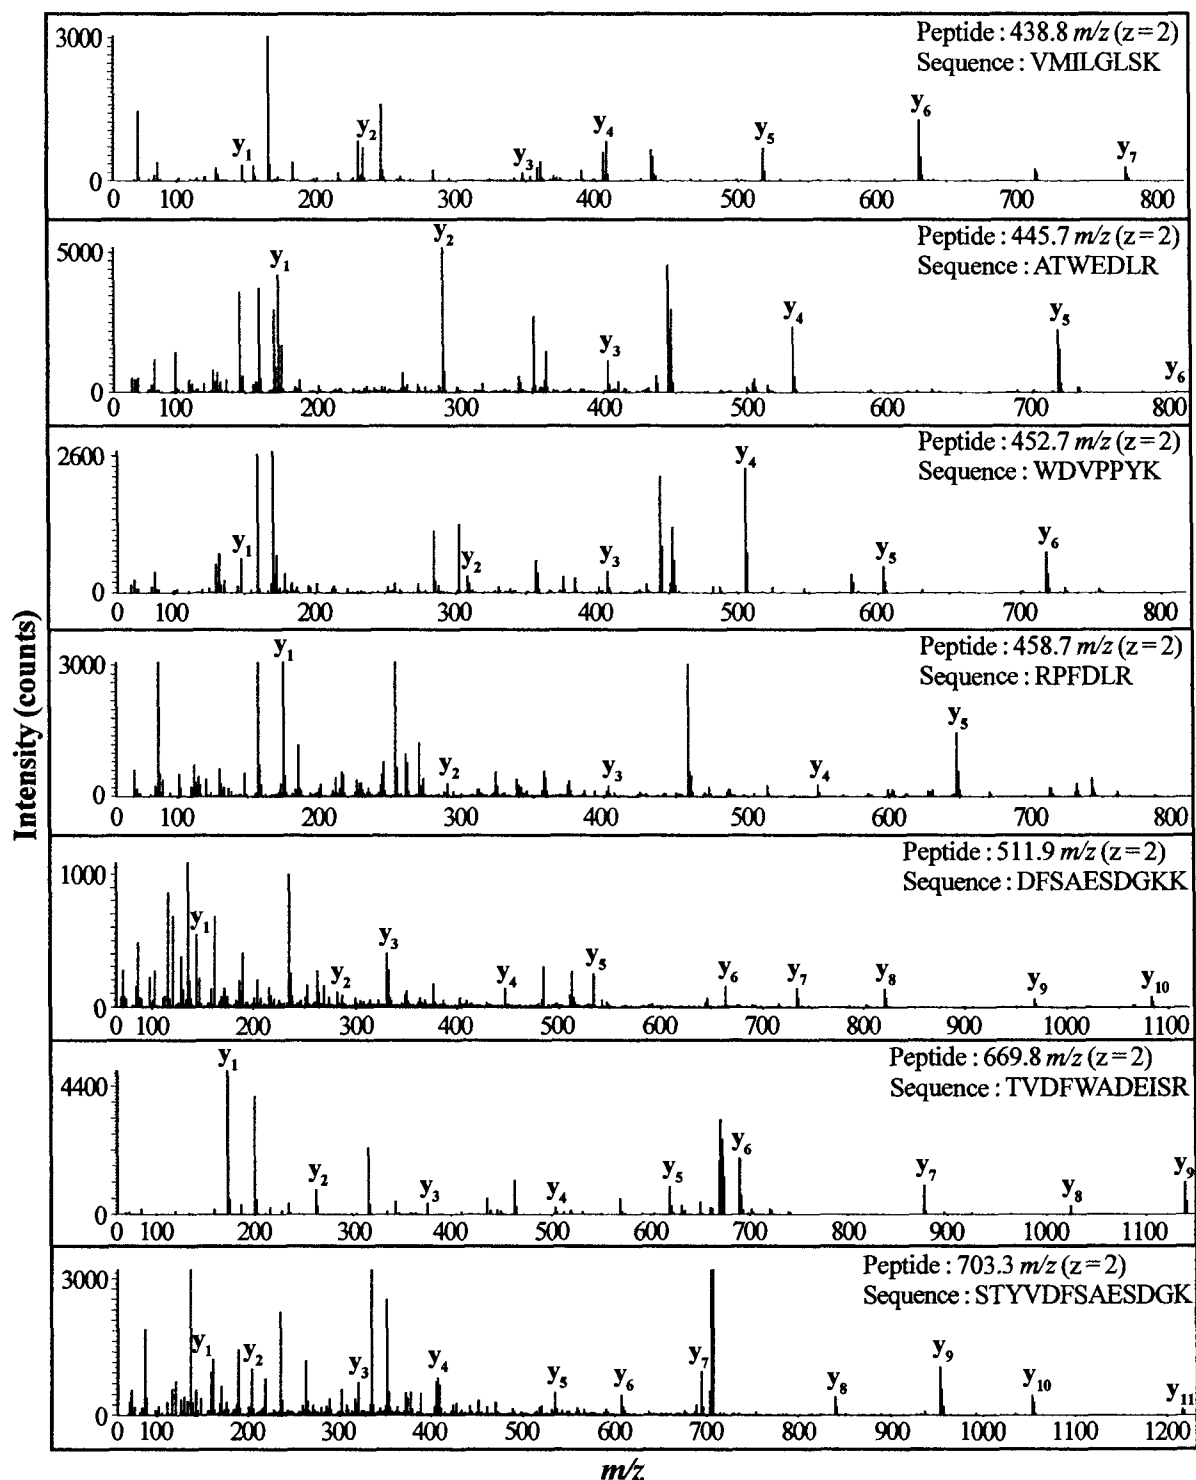 Intensity (counts)
Peptide : 438.8 m/z (z = 2)
Sequence : VMILGLSK
3000
0
y1 y2 y3 y4 y5 y6 y7
0 100 200 300 400 500 600 700 800
Peptide : 445.7 m/z (z = 2)
Sequence : ATWEDLR
5000
0
y1 y2 y3 y4 y5 y6
0 100 200 300 400 500 600 700 800
Peptide : 452.7 m/z (z = 2)
Sequence : WDVPPYK
2600
0
y1 y2 y3 y4 y5 y6
0 100 200 300 400 500 600 700 800
Peptide : 458.7 m/z (z = 2)
Sequence : RPFDLR
3000
0
y1 y2 y3 y4 y5
0 100 200 300 400 500 600 700 800
Peptide : 511.9 m/z (z = 2)
Sequence : DFSAESDGKK
1000
0
y1 y2 y3 y4 y5 y6 y7 y8 y9 y10
0 100 200 300 400 500 600 700 800 900 1000 1100
Peptide : 669.8 m/z (z = 2)
Sequence : TVDFWADEISR
4400
0
y1 y2 y3 y4 y5 y6 y7 y8 y9
0 100 200 300 400 500 600 700 800 900 1000 1100
Peptide : 703.3 m/z (z = 2)
Sequence : STYVDFSAESDGK
3000
0
y1 y2 y3 y4 y5 y6 y7 y8 y9 y10 y11
0 100 200 300 400 500 600 700 800 900 1000 1100 1200
m/z